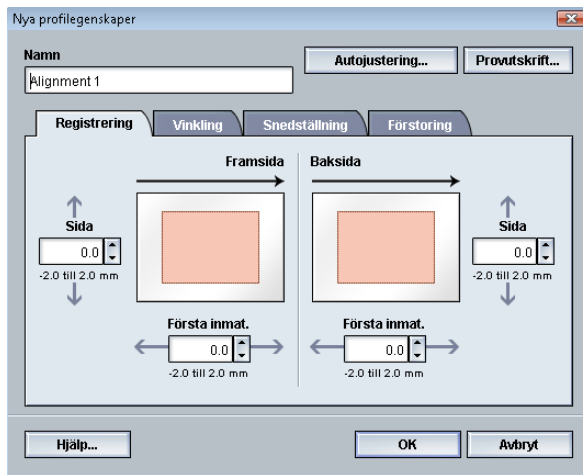 Nya profilegenskaper
Namn
Autojustering...
Provutskrift...
Alignment 1
Registrering
Vinkling
Snedställning
Förstoring
Framsida
Baksida
Sida
0.0
-2.0 till 2.0 mm
Sida
0.0
-2.0 till 2.0 mm
Första inmat.
0.0
-2.0 till 2.0 mm
Första inmat.
0.0
-2.0 till 2.0 mm
Hjälp...
OK
Avbryt